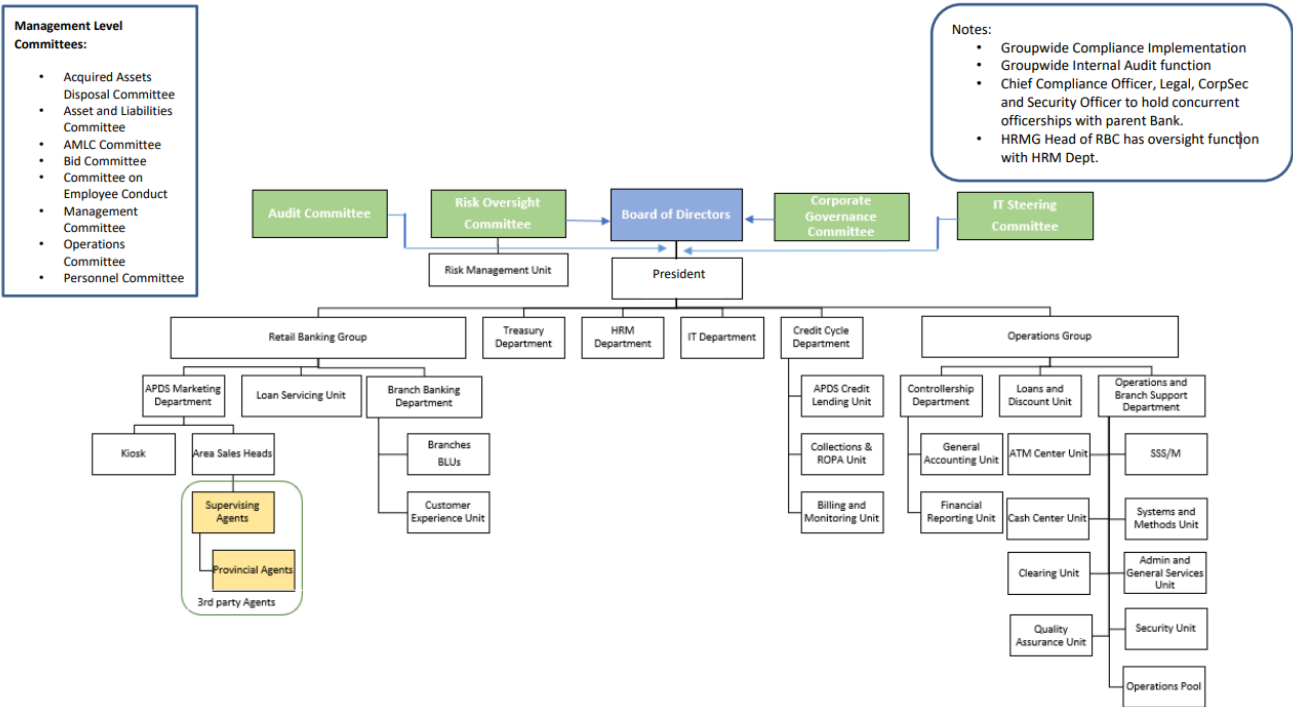 Management Level
Committees:
• Acquired Assets
Disposal Committee
• Asset and Liabilities
Committee
• AMLC Committee
• Bid Committee
• Committee on
Employee Conduct
• Management
Committee
• Operations
Committee
• Personnel Committee
Notes:
• Groupwide Compliance Implementation
• Groupwide Internal Audit function
• Chief Compliance Officer, Legal, CorpSec
and Security Officer to hold concurrent
officerships with parent Bank.
• HRMG Head of RBC has oversight function
with HRM Dept.
Audit Committee
Risk Oversight
Committee
Board of Directors
Corporate
Governance
Committee
IT Steering
Committee
Risk Management Unit
President
Retail Banking Group
Treasury
Department
HRM
Department
IT Department
Credit Cycle
Department
Operations Group
APDS Marketing
Department
Loan Servicing Unit
Branch Banking
Department
APDS Credit
Lending Unit
Controllership
Department
Loans and
Discount Unit
Operations and
Branch Support
Department
Kiosk
Area Sales Heads
Branches
BLUs
Collections &
ROPA Unit
General
Accounting Unit
ATM Center Unit
SSS/M
Supervising
Agents
Customer
Experience Unit
Billing and
Monitoring Unit
Financial
Reporting Unit
Cash Center Unit
Systems and
Methods Unit
Provincial Agents
3rd party Agents
Clearing Unit
Admin and
General Services
Unit
Quality
Assurance Unit
Security Unit
Operations Pool